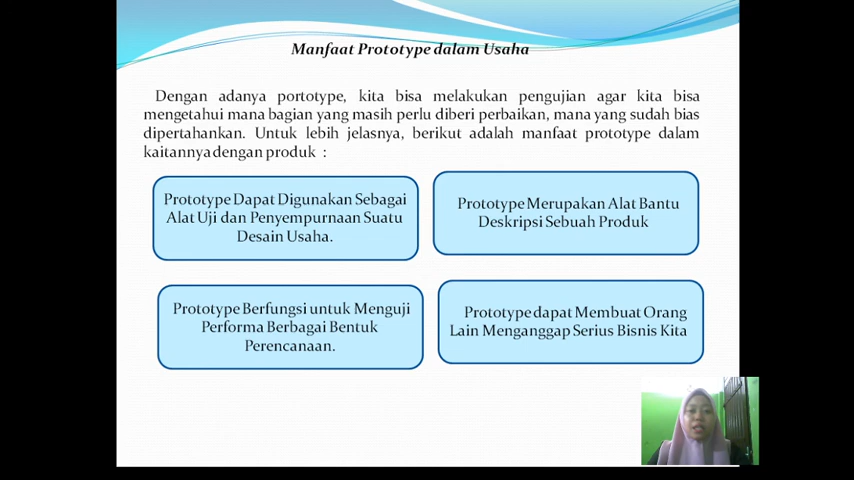 Manfaat Prototype dalam Usaha
Dengan adanya portotype, kita bisa melakukan pengujian agar kita bisa
mengetahui mana bagian yang masih perlu diberi perbaikan, mana yang sudah bias
dipertahankan. Untuk lebih jelasnya, berikut adalah manfaat prototype dalam
kaitannya dengan produk :
Prototype Dapat Digunakan Sebagai
Alat Uji dan Penyempurnaan Suatu
Desain Usaha.
Prototype Merupakan Alat Bantu
Deskripsi Sebuah Produk
Prototype Berfungsi untuk Menguji
Performa Berbagai Bentuk
Perencanaan.
Prototype dapat Membuat Orang
Lain Menganggap Serius Bisnis Kita